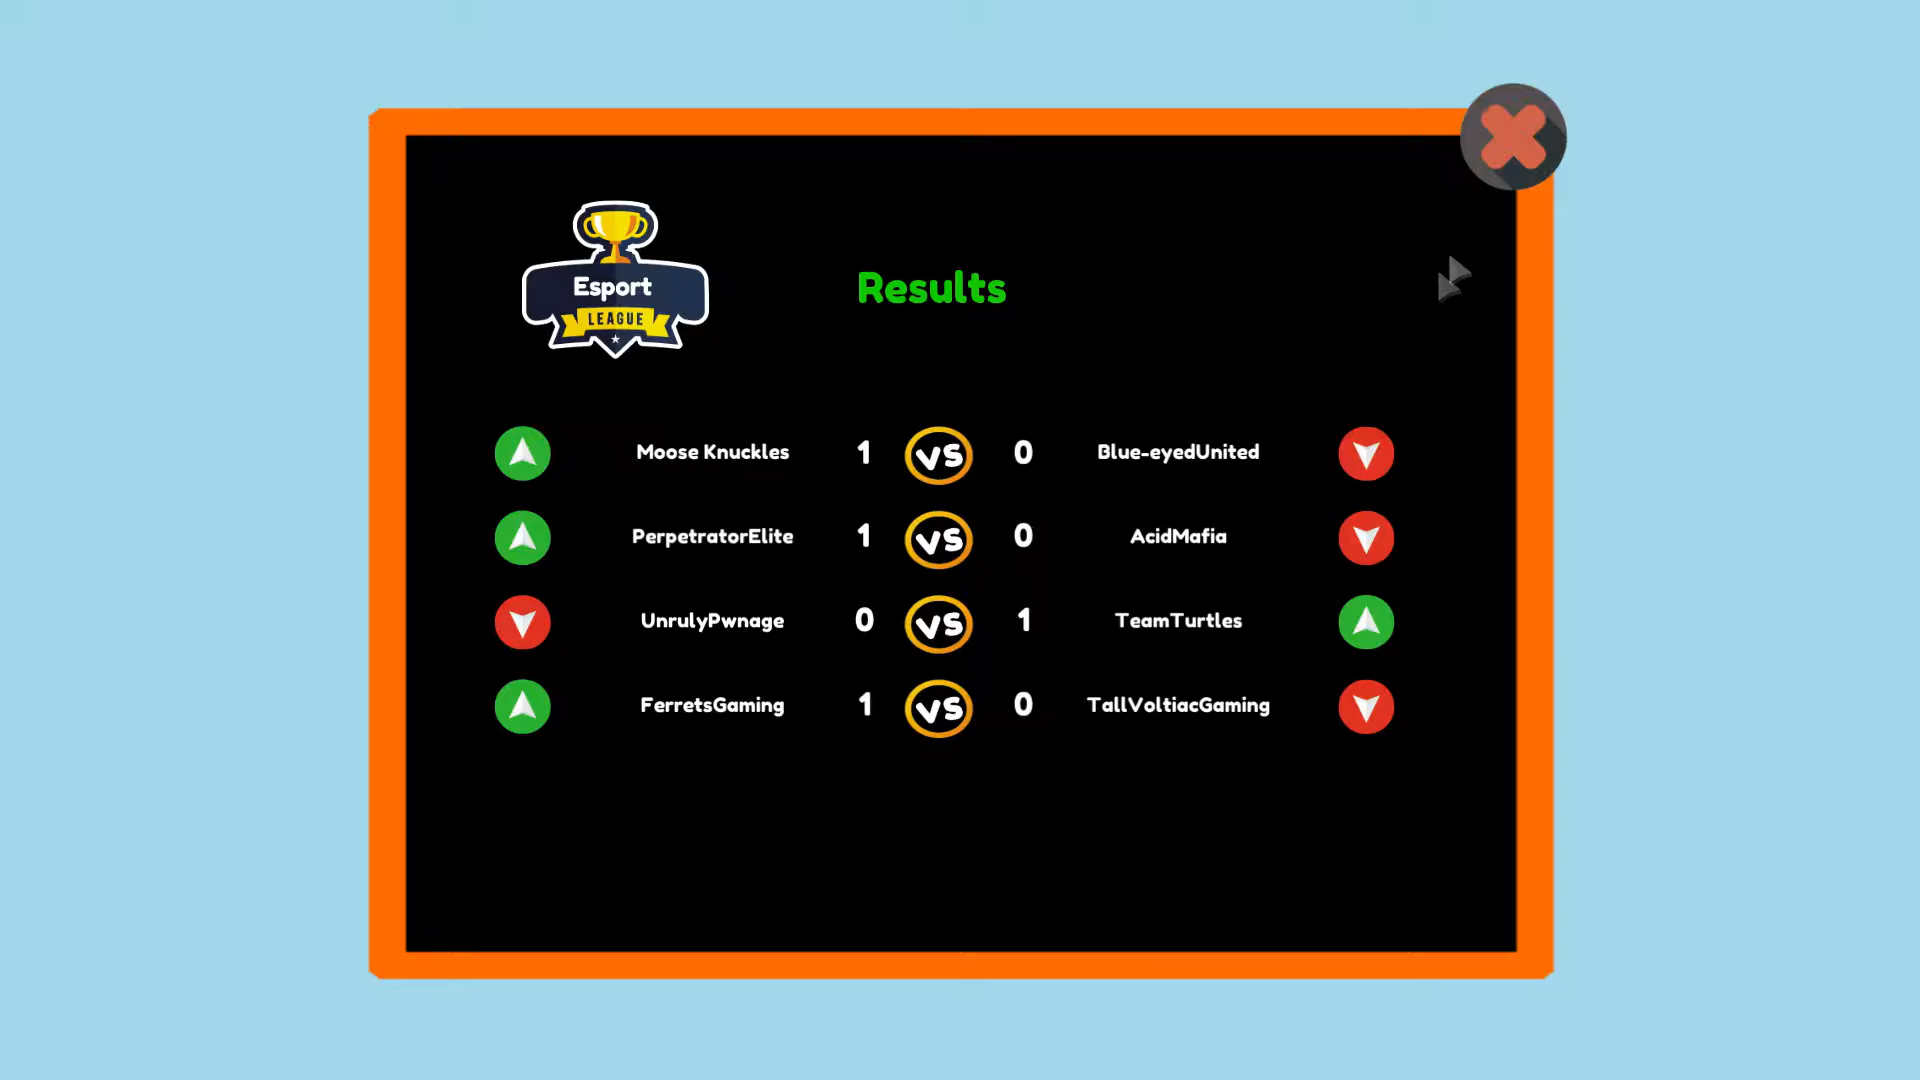 Esport
LEAGUE
Results
Moose Knuckles 1 VS 0 Blue-eyedUnited
PerpetratorElite 1 VS 0 AcidMafia
UnrulyPwnage 0 VS 1 TeamTurtles
FerretsGaming 1 VS 0 TallVoltiacGaming